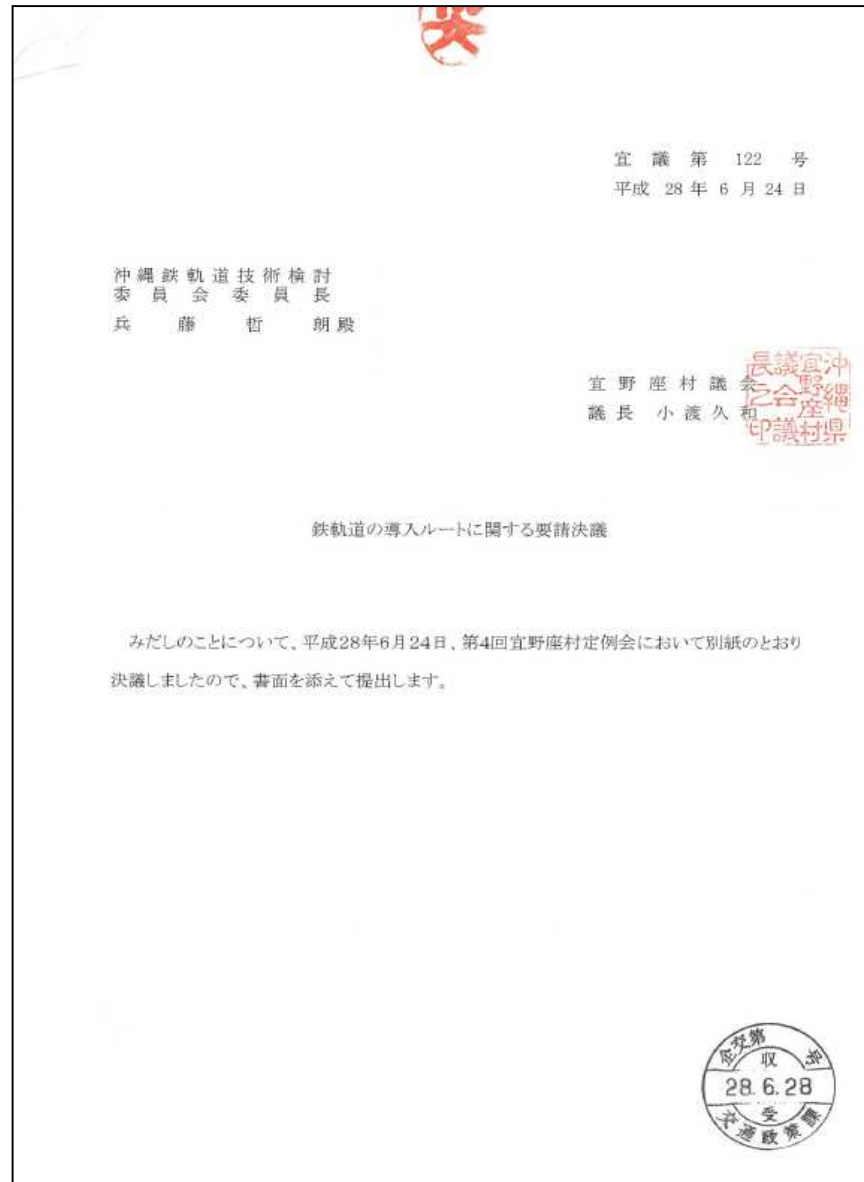 宜議第122号
平成 28 年 6 月 24 日
沖縄鉄軌道技術検討
委員会委員長
兵藤哲朗殿
宜野座村議会
議長 小渡久和
沖縄県
宜野座村
議会議
長之印
鉄軌道の導入ルートに関する要請決議
みだしのことについて、平成28年6月24日、第4回宜野座村定例会において別紙のとおり
決議しましたので、書面を添えて提出します。
企交第 号
収
28.6.28
受
交通政策課